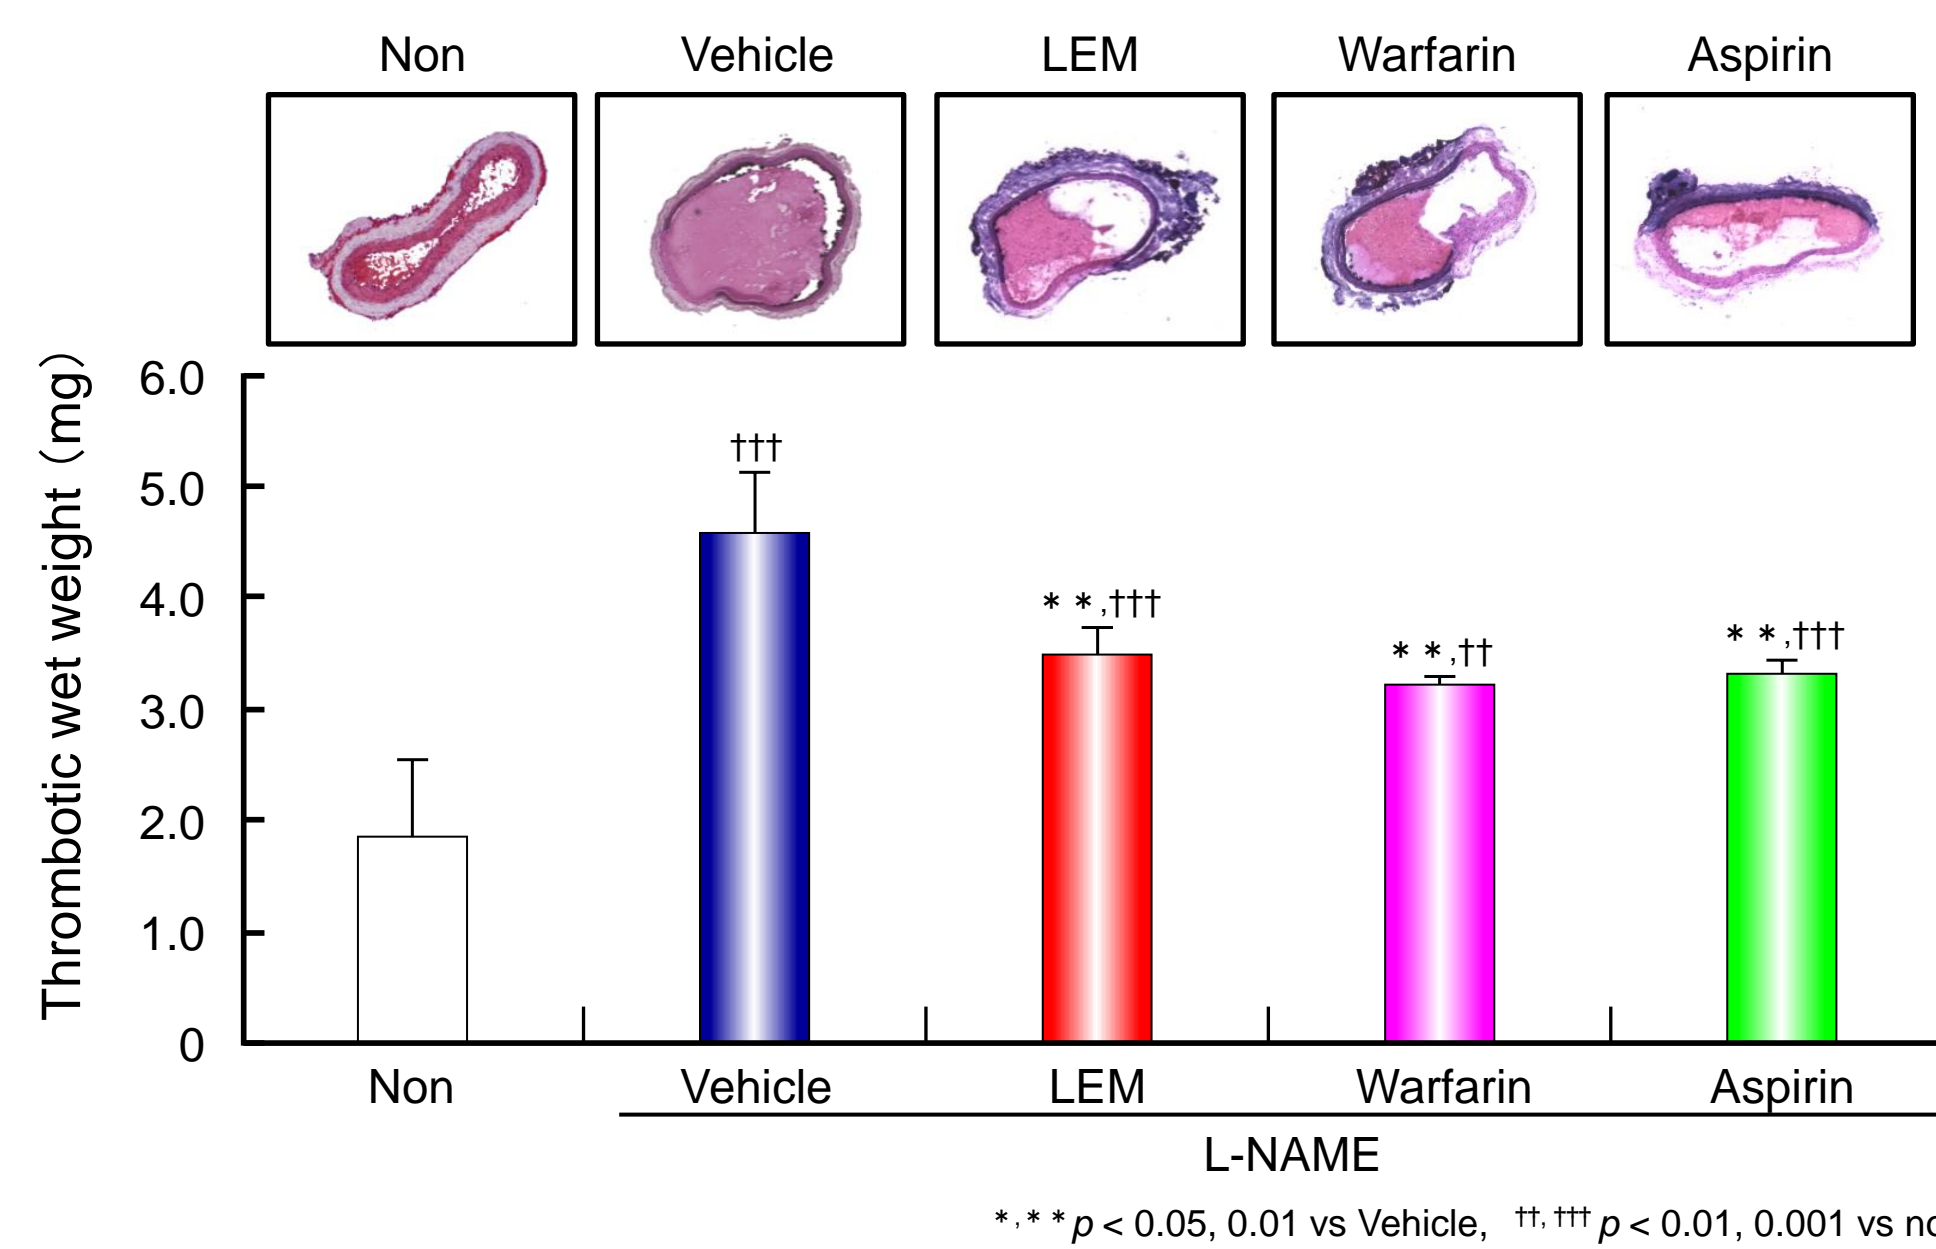 Non Vehicle LEM Warfarin Aspirin
Thrombotic wet weight（mg）
6.0
5.0
4.0
3.0
2.0
1.0
0
†††
＊＊,†††
＊＊,††
＊＊,†††
Non Vehicle LEM Warfarin Aspirin
L-NAME
＊,＊＊p < 0.05, 0.01 vs Vehicle, ††, ††† p < 0.01, 0.001 vs